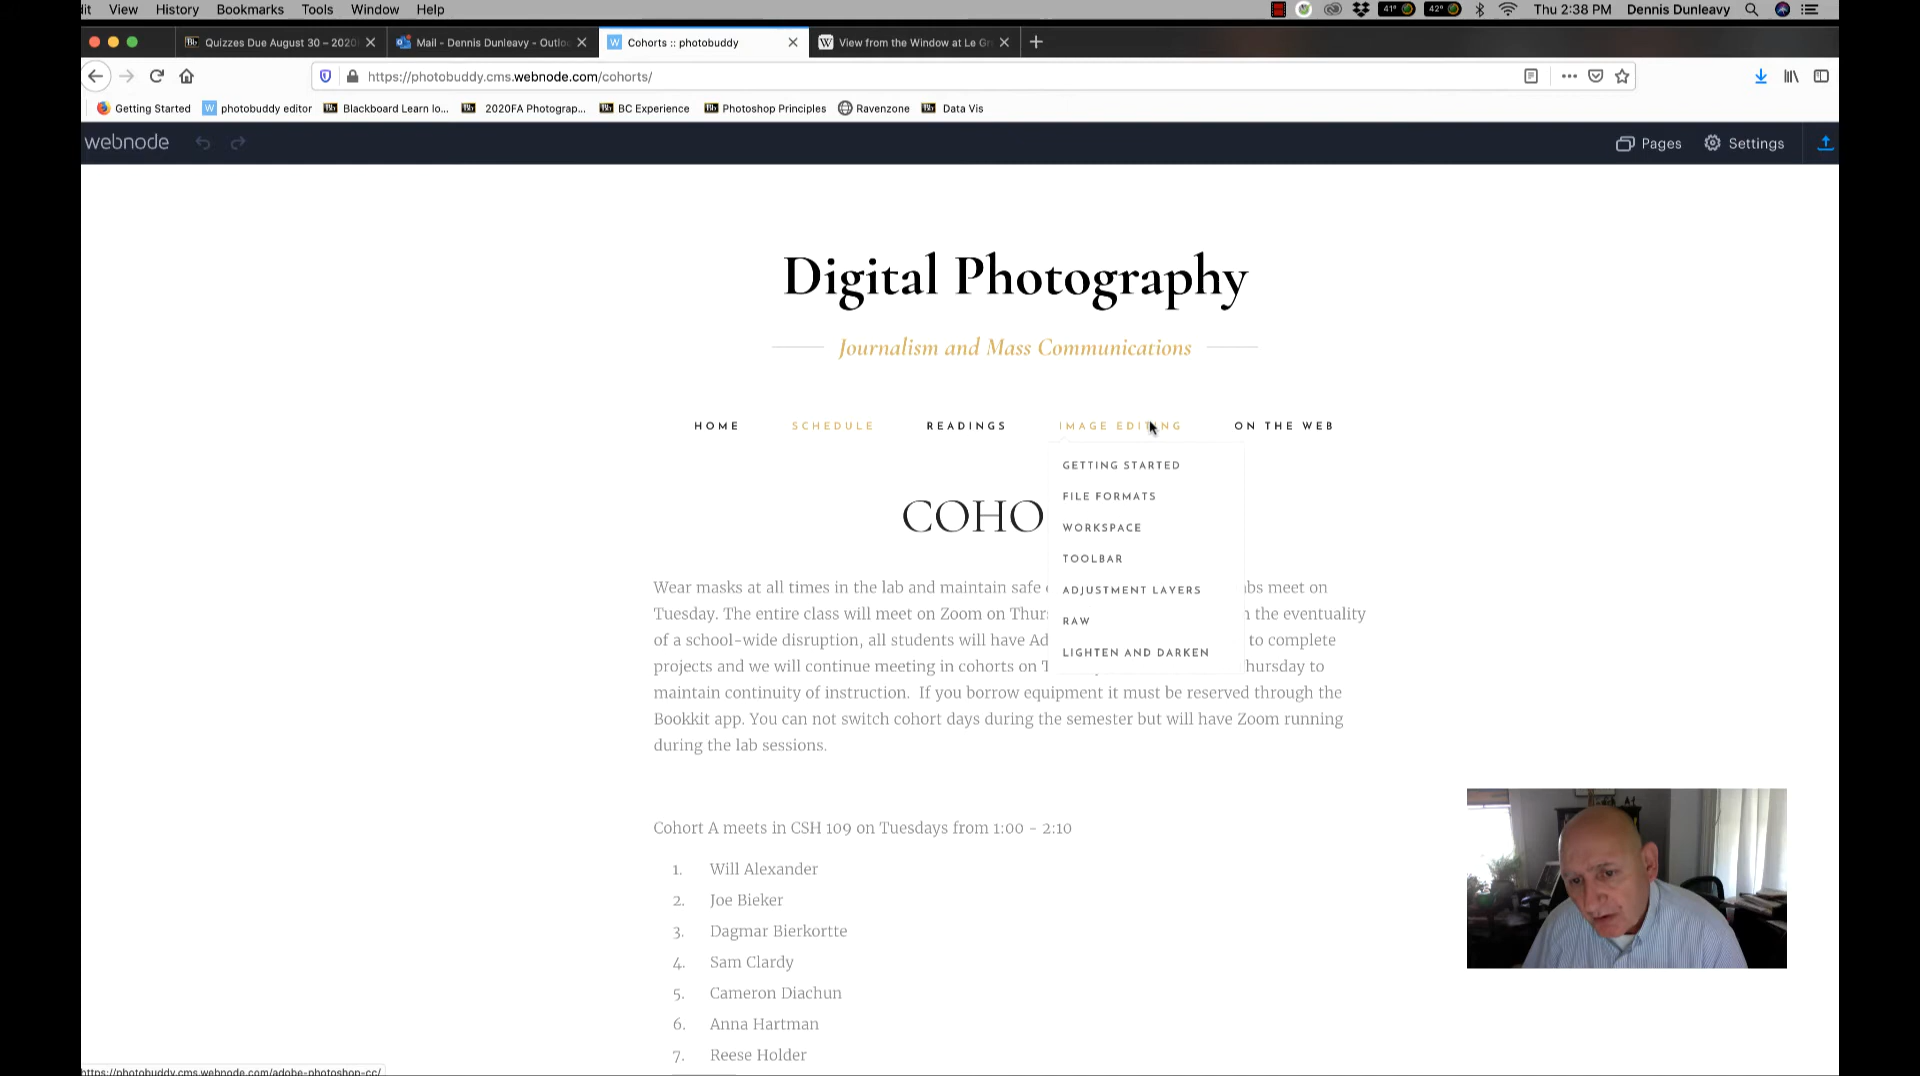 View History Bookmarks Tools Window Help
41° 42° Thu 2:38 PM Dennis Dunleavy
Quizzes Due August 30 – 2020 Mail - Dennis Dunleavy - Outlo Cohorts :: photobuddy View from the Window at Le Gr
https://photobuddy.cms.webnode.com/cohorts/
Getting Started photobuddy editor Blackboard Learn lo... 2020FA Photograp... BC Experience Photoshop Principles Ravenzone Data Vis
webnode Pages Settings
Digital Photography
Journalism and Mass Communications
HOME SCHEDULE READINGS IMAGE EDITING ON THE WEB
GETTING STARTED
FILE FORMATS
WORKSPACE
TOOLBAR
ADJUSTMENT LAYERS
RAW
LIGHTEN AND DARKEN
COHO
Wear masks at all times in the lab and maintain safe bs meet on
Tuesday. The entire class will meet on Zoom on Thur the eventuality
of a school-wide disruption, all students will have Ad to complete
projects and we will continue meeting in cohorts on T hursday to
maintain continuity of instruction. If you borrow equipment it must be reserved through the
Bookkit app. You can not switch cohort days during the semester but will have Zoom running
during the lab sessions.
Cohort A meets in CSH 109 on Tuesdays from 1:00 - 2:10
1. Will Alexander
2. Joe Bieker
3. Dagmar Bierkortte
4. Sam Clardy
5. Cameron Diachun
6. Anna Hartman
7. Reese Holder
https://photobuddy.cms.webnode.com/adobe-photoshop-cc/